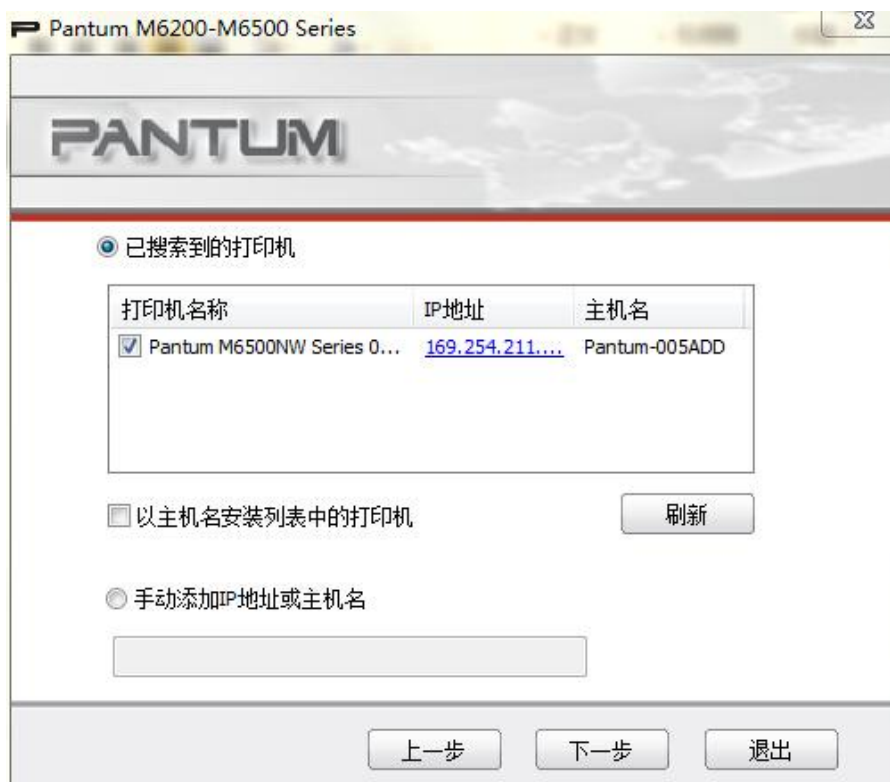 Pantum M6200-M6500 Series
PANTUM
已搜索到的打印机
打印机名称 IP地址 主机名
Pantum M6500NW Series 0... 169.254.211.... Pantum-005ADD
以主机名安装列表中的打印机 刷新
手动添加IP地址或主机名
上一步 下一步 退出